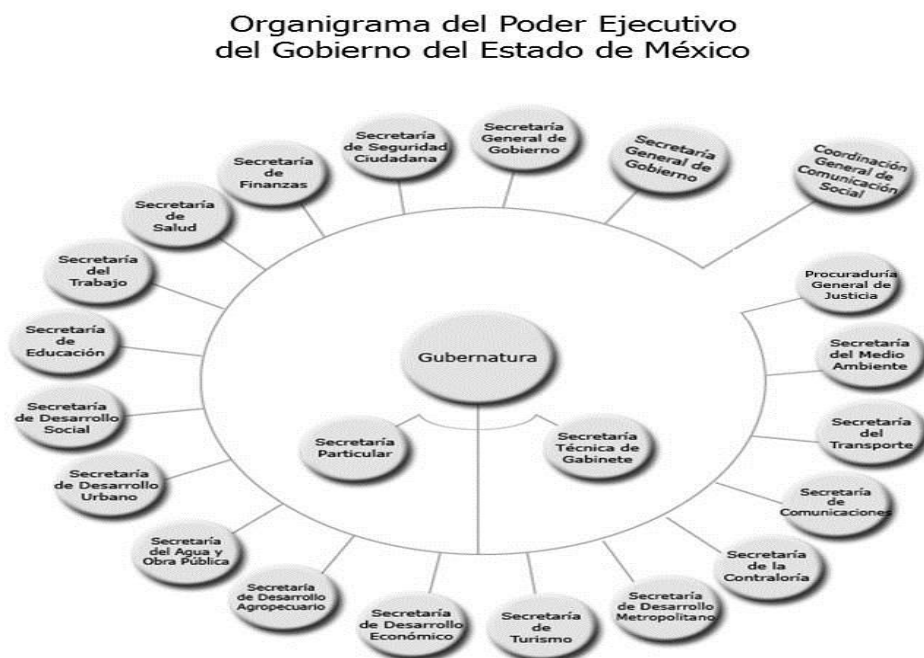 Organigrama del Poder Ejecutivo
del Gobierno del Estado de México
Secretaría
de Seguridad
Ciudadana
Secretaría
General de
Gobierno
Secretaría
General de
Gobierno
Coordinación
General de
Comunicación
Social
Secretaría
de
Finanzas
Secretaría
de
Salud
Secretaría
del
Trabajo
Procuraduría
General de
Justicia
Secretaría
de
Educación
Gubernatura
Secretaría
del Medio
Ambiente
Secretaría
de Desarrollo
Social
Secretaría
Particular
Secretaría
Técnica de
Gabinete
Secretaría
del
Transporte
Secretaría
de Desarrollo
Urbano
Secretaría
de
Comunicaciones
Secretaría
del Agua y
Obra Pública
Secretaría
de la
Contraloría
Secretaría
de Desarrollo
Agropecuario
Secretaría
de Desarrollo
Económico
Secretaría
de
Turismo
Secretaría
de Desarrollo
Metropolitano